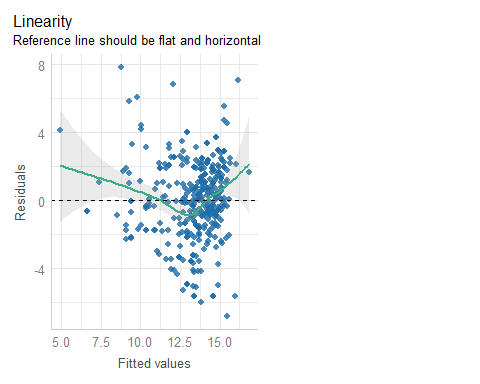 Linearity
Reference line should be flat and horizontal
8
4
0
-4
Residuals
5.0 7.5 10.0 12.5 15.0
Fitted values